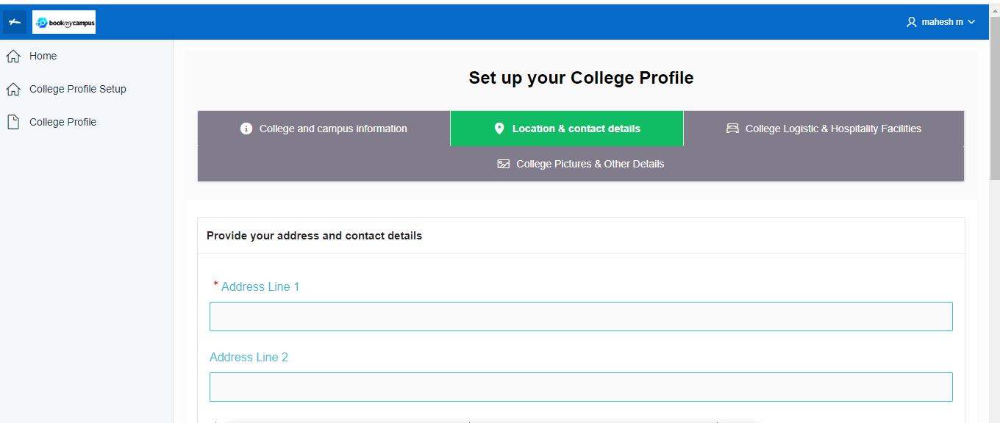 bookmycampus
mahesh m
Home
College Profile Setup
College Profile
Set up your College Profile
College and campus information
Location & contact details
College Logistic & Hospitality Facilities
College Pictures & Other Details
Provide your address and contact details
* Address Line 1
Address Line 2